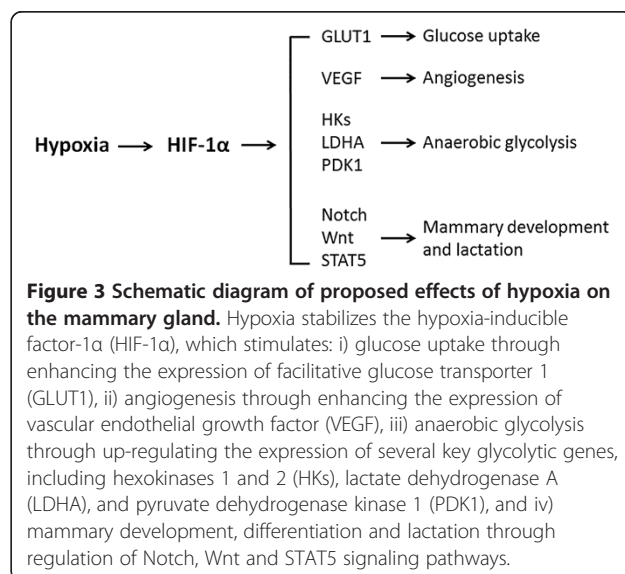 GLUT1 → Glucose uptake
VEGF → Angiogenesis
HKs
LDHA → Anaerobic glycolysis
PDK1
Hypoxia → HIF-1α →
Notch
Wnt → Mammary development
and lactation
STAT5
Figure 3 Schematic diagram of proposed effects of hypoxia on
the mammary gland. Hypoxia stabilizes the hypoxia-inducible
factor-1α (HIF-1α), which stimulates: i) glucose uptake through
enhancing the expression of facilitative glucose transporter 1
(GLUT1), ii) angiogenesis through enhancing the expression of
vascular endothelial growth factor (VEGF), iii) anaerobic glycolysis
through up-regulating the expression of several key glycolytic genes,
including hexokinases 1 and 2 (HKs), lactate dehydrogenase A
(LDHA), and pyruvate dehydrogenase kinase 1 (PDK1), and iv)
mammary development, differentiation and lactation through
regulation of Notch, Wnt and STAT5 signaling pathways.